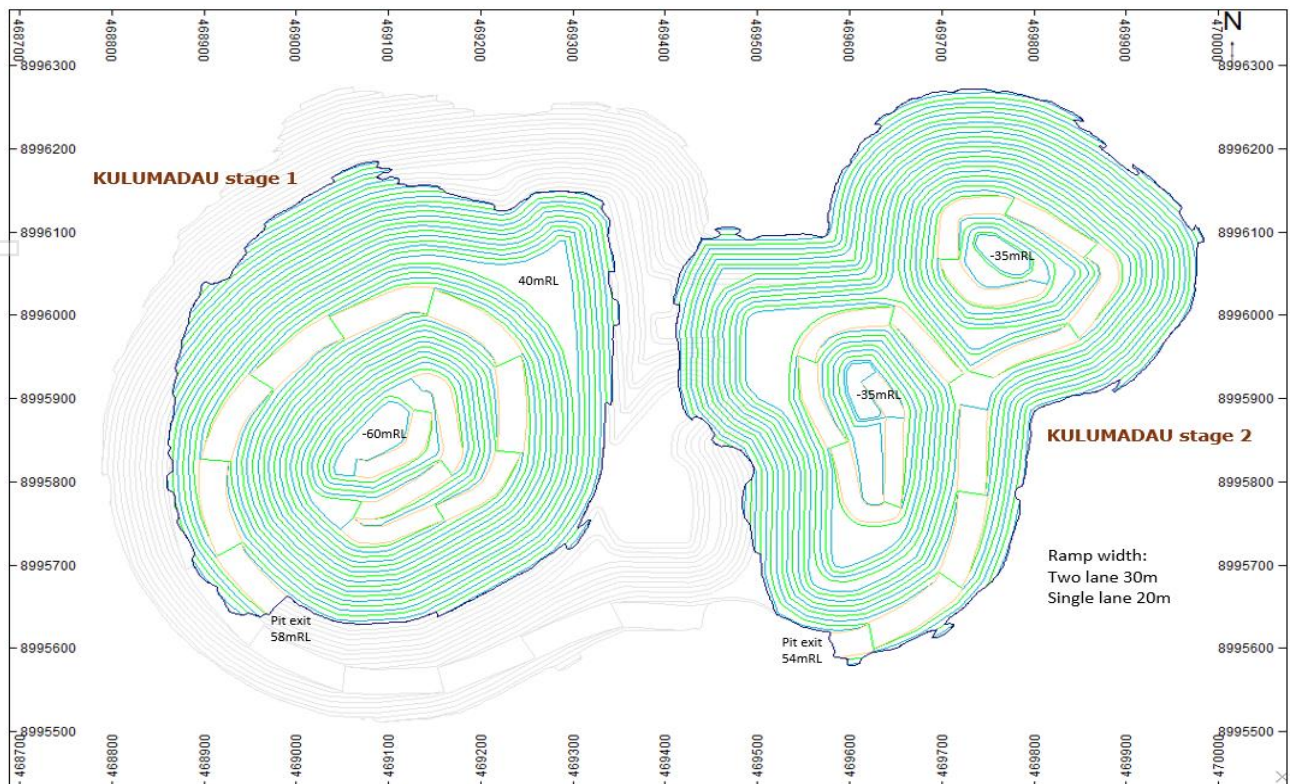 468700 468800 468900 469000 469100 469200 469300 469400 469500 469600 469700 469800 469900 470000
N
8996300 8996300
8996200 8996200
KULUMADAU stage 1
8996100 8996100
-35mRL
40mRL
8996000 8996000
8995900 8995900
-35mRL
-60mRL
KULUMADAU stage 2
8995800 8995800
8995700 8995700
Ramp width:
Two lane 30m
Single lane 20m
Pit exit
58mRL
8995600 8995600
Pit exit
54mRL
8995500 8995500
468700 468800 468900 469000 469100 469200 469300 469400 469500 469600 469700 469800 469900 470000